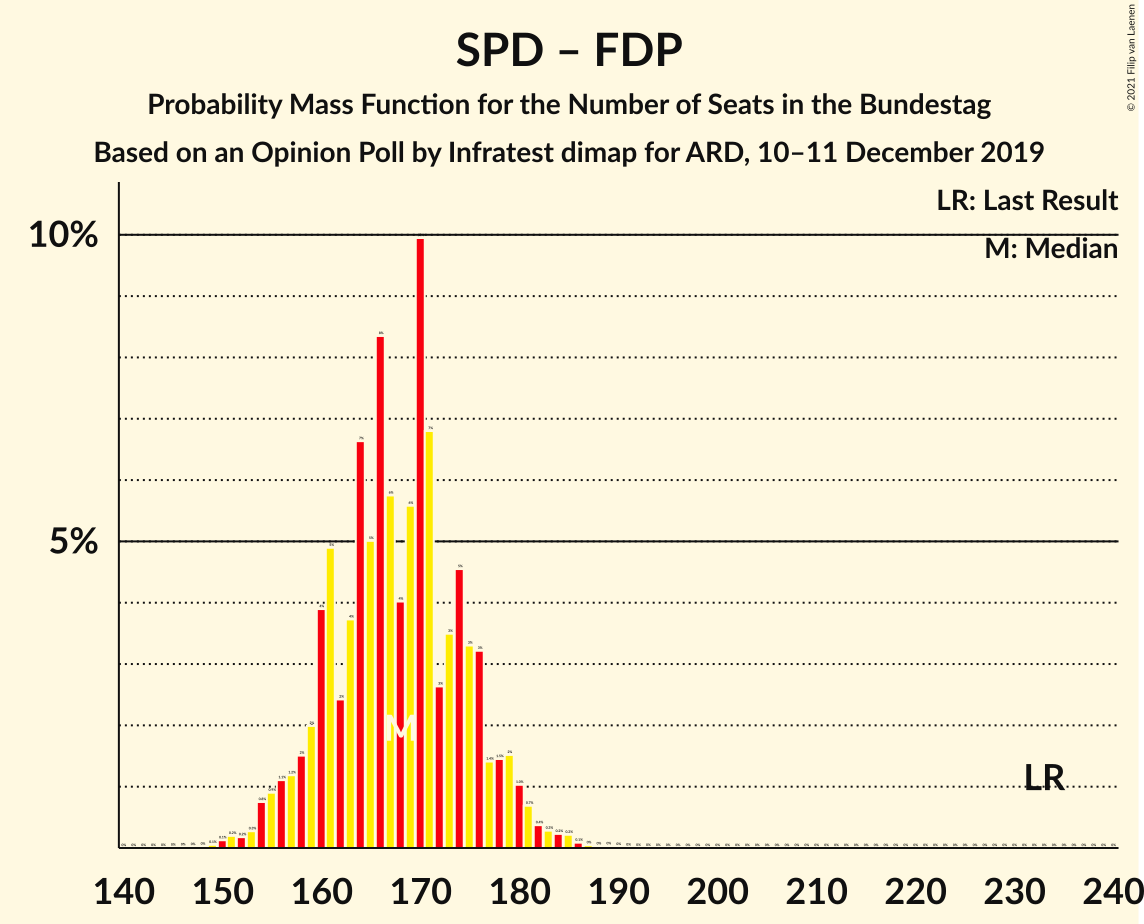 SPD – FDP
Probability Mass Function for the Number of Seats in the Bundestag
Based on an Opinion Poll by Infratest dimap for ARD, 10–11 December 2019
© 2021 Filip van Laenen
LR: Last Result
M: Median
10%
5%
M
LR
140 150 160 170 180 190 200 210 220 230 240